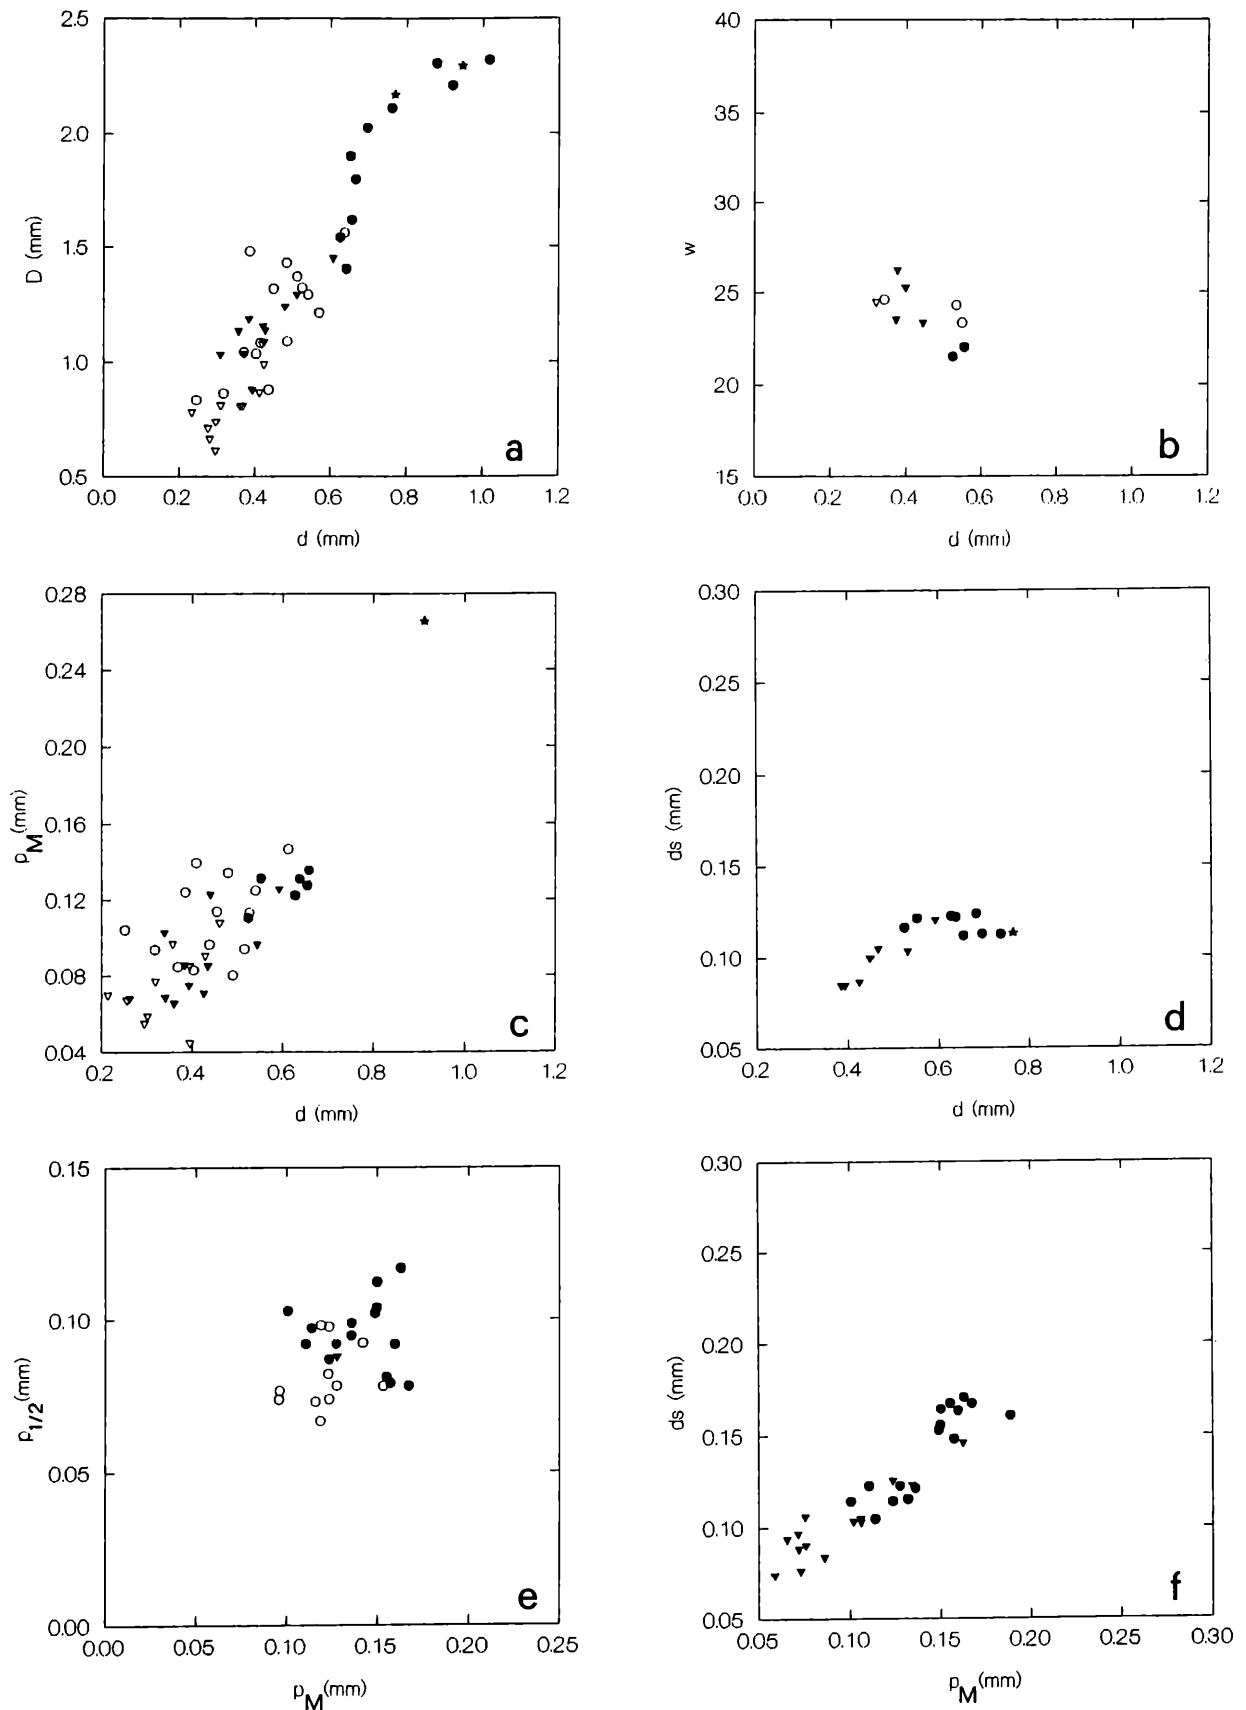 2.5
2.0
1.5
1.0
0.5
D (mm)
0.0 0.2 0.4 0.6 0.8 1.0 1.2
d (mm)
a
40
35
30
25
20
15
w
0.0 0.2 0.4 0.6 0.8 1.0 1.2
d (mm)
b
0.28
0.24
0.20
0.16
0.12
0.08
0.04
pM(mm)
0.2 0.4 0.6 0.8 1.0 1.2
d (mm)
c
0.30
0.25
0.20
0.15
0.10
0.05
ds (mm)
0.2 0.4 0.6 0.8 1.0 1.2
d (mm)
d
0.15
0.10
0.05
0.00
p1/2(mm)
0.00 0.05 0.10 0.15 0.20 0.25
pM(mm)
e
0.30
0.25
0.20
0.15
0.10
0.05
ds (mm)
0.05 0.10 0.15 0.20 0.25 0.30
pM(mm)
f